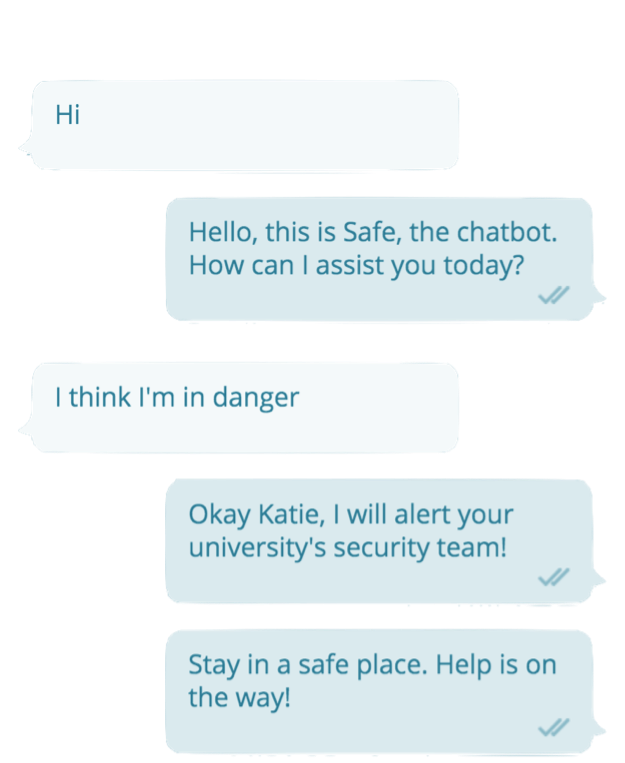 Hi
Hello, this is Safe, the chatbot.
How can I assist you today?
I think I'm in danger
Okay Katie, I will alert your
university's security team!
Stay in a safe place. Help is on
the way!